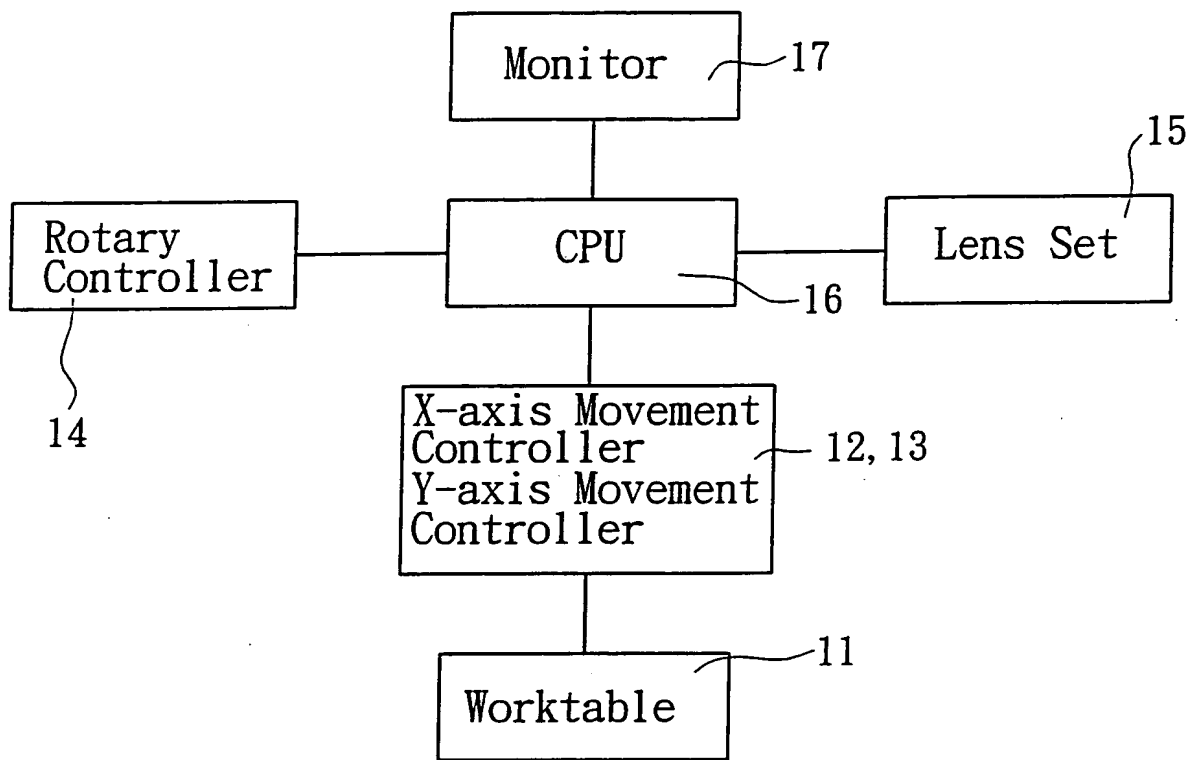 Monitor
17
15
Rotary
Controller
CPU
Lens Set
16
14
X-axis Movement
Controller
Y-axis Movement
Controller
12, 13
11
Worktable